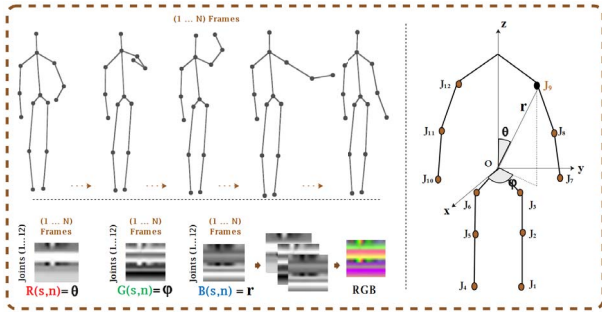 (1 ... N) Frames
(1 ... N)
Frames
Joints (1...12)
R(s,n)= θ
(1 ... N)
Frames
Joints (1...12)
G(s,n)= φ
(1 ... N)
Frames
Joints (1...12)
B(s,n) = r
RGB
z
J12
J9
r
J11
θ
J8
O
y
J10
J7
φ
x
J6
J3
J5
J2
J4
J1